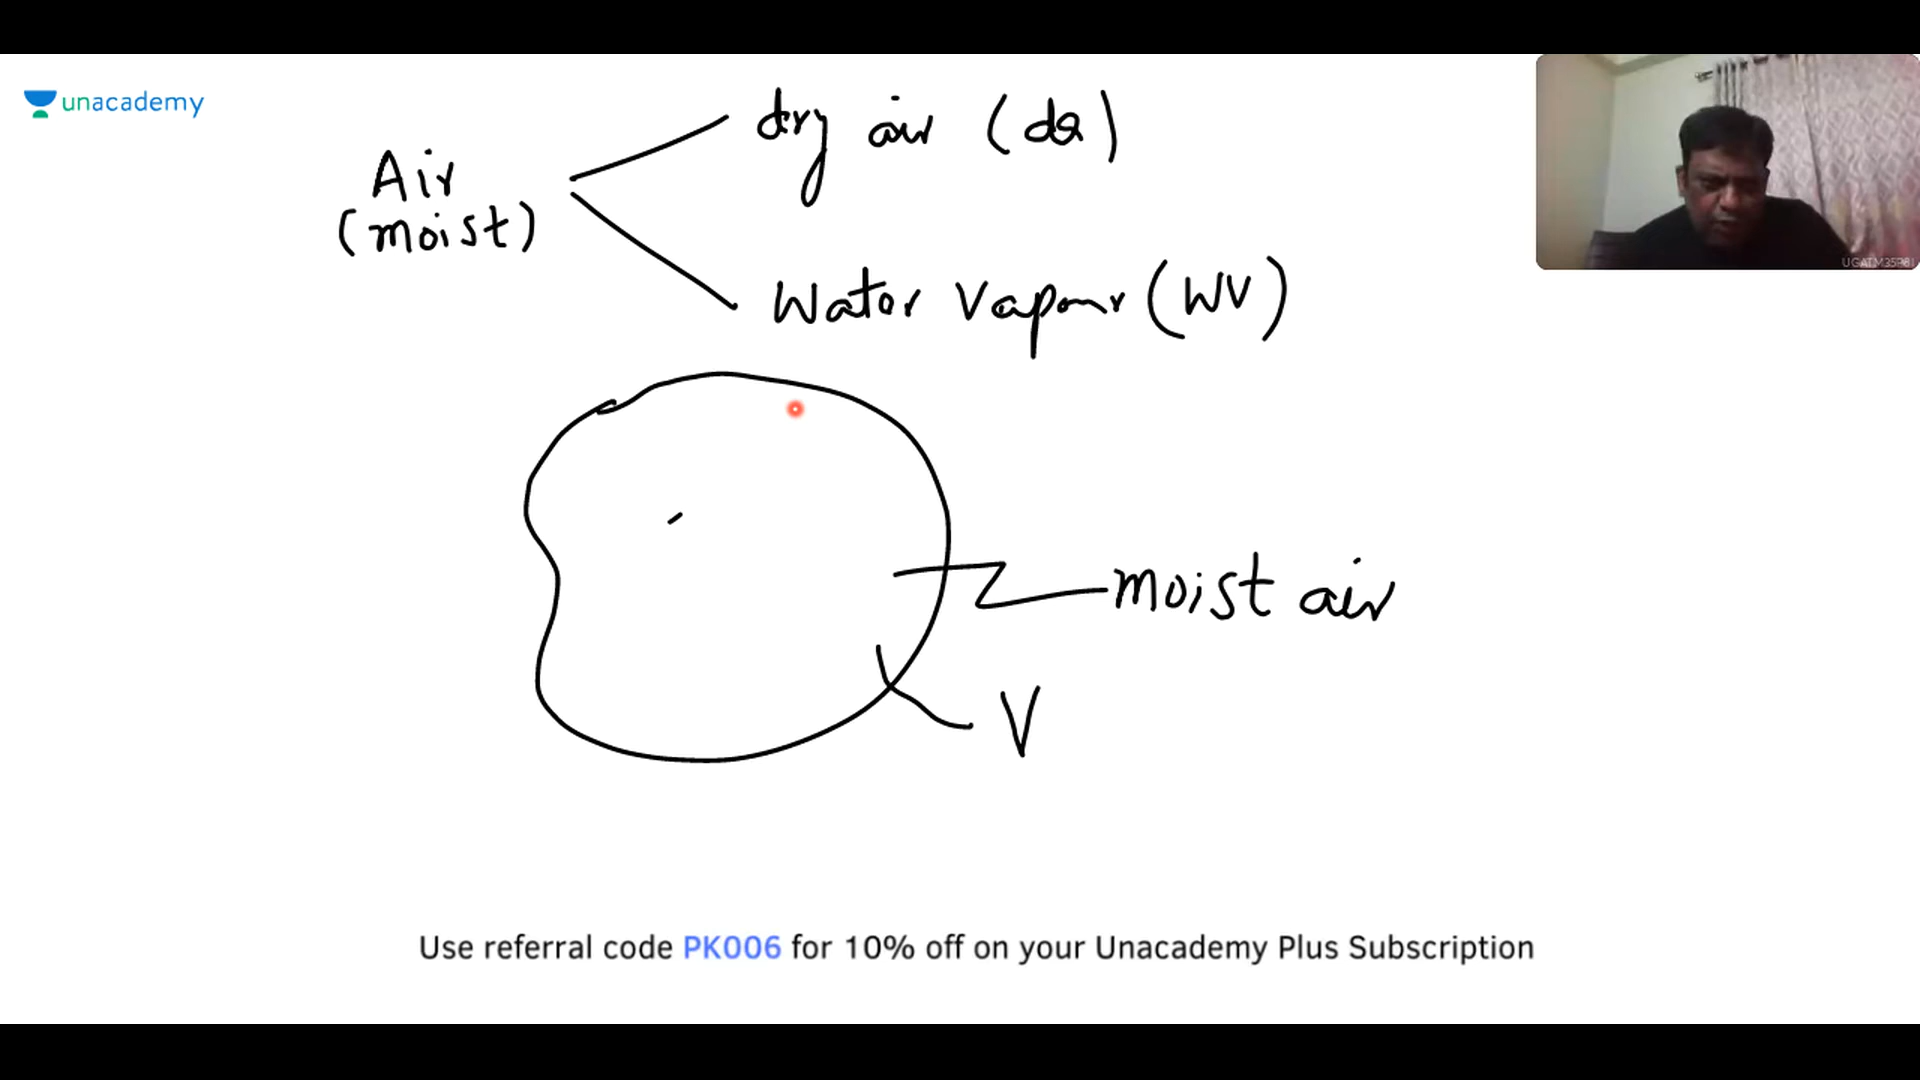 unacademy
dry air (da)
Air
(moist)
Water Vapour (WV)
moist air
V
Use referral code PK006 for 10% off on your Unacademy Plus Subscription